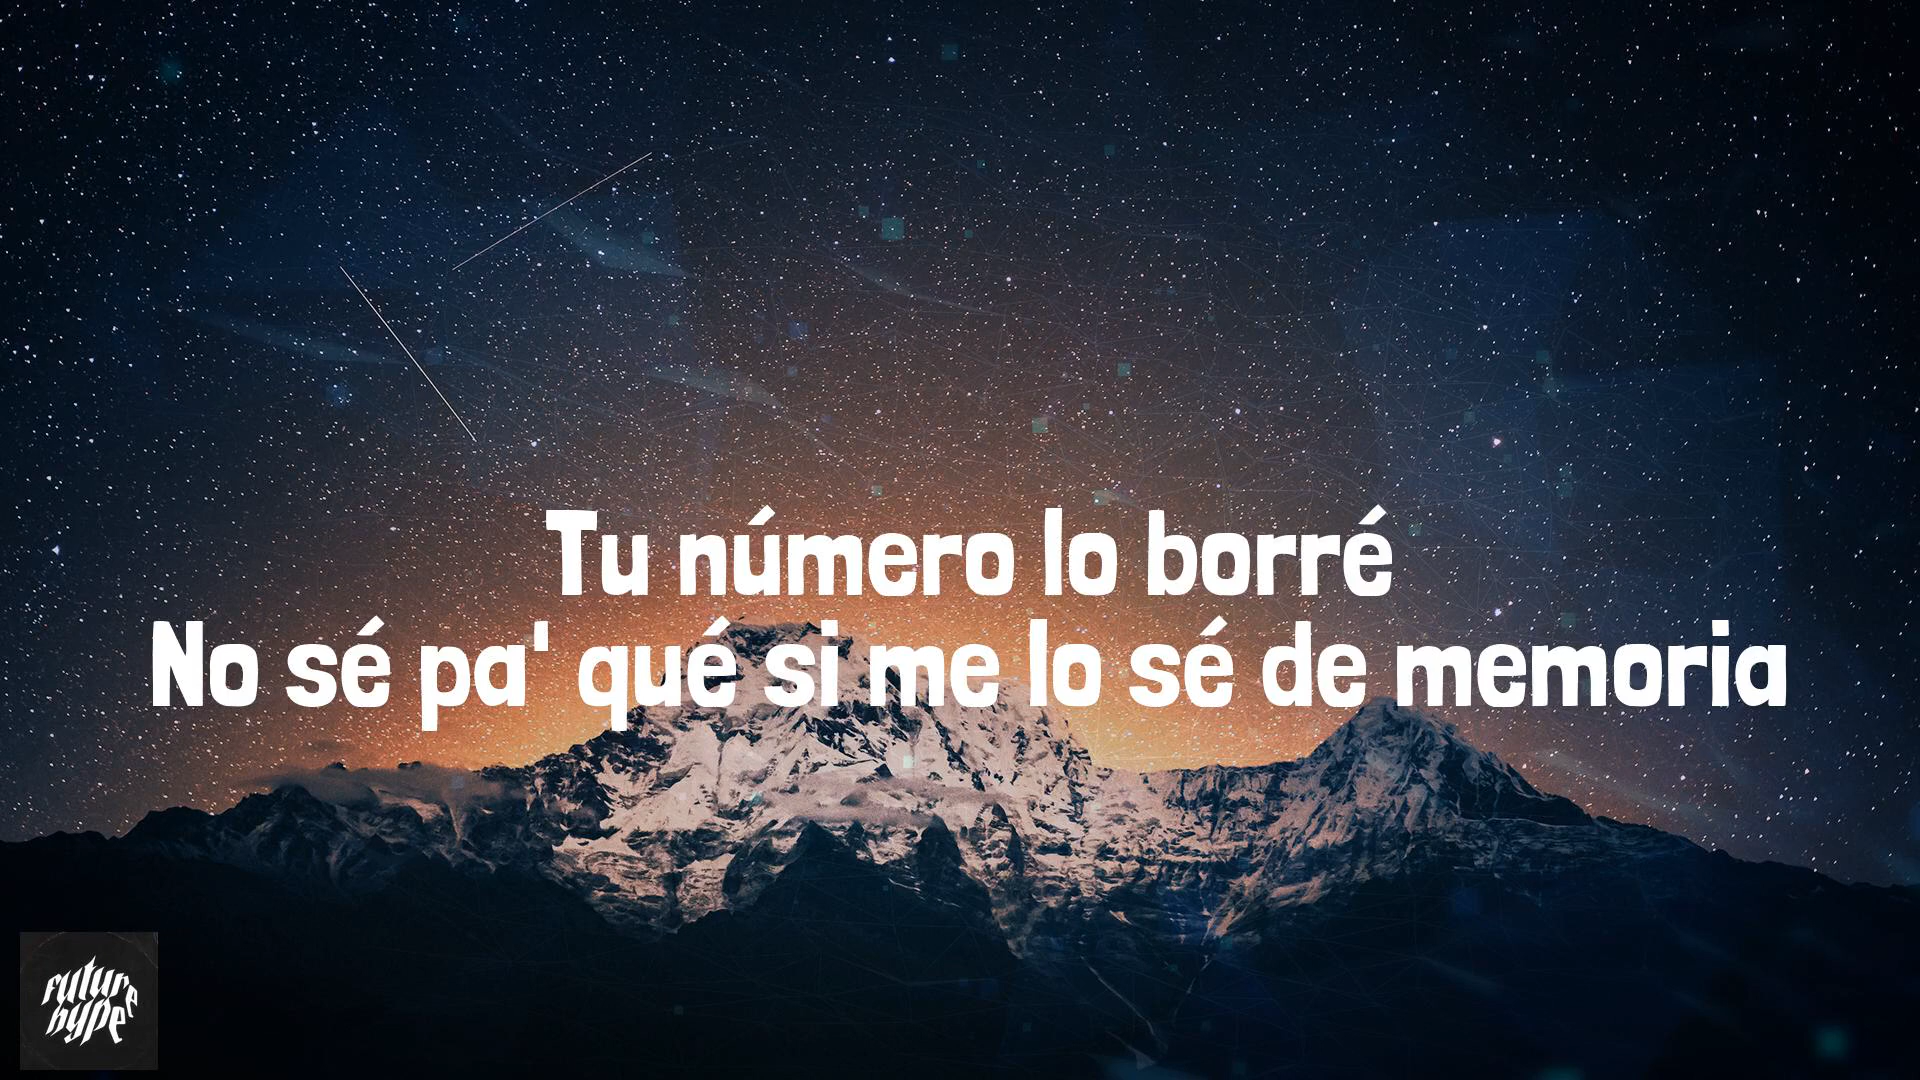 Tu número lo borré
No sé pa' qué si me lo sé de memoria
future
hype